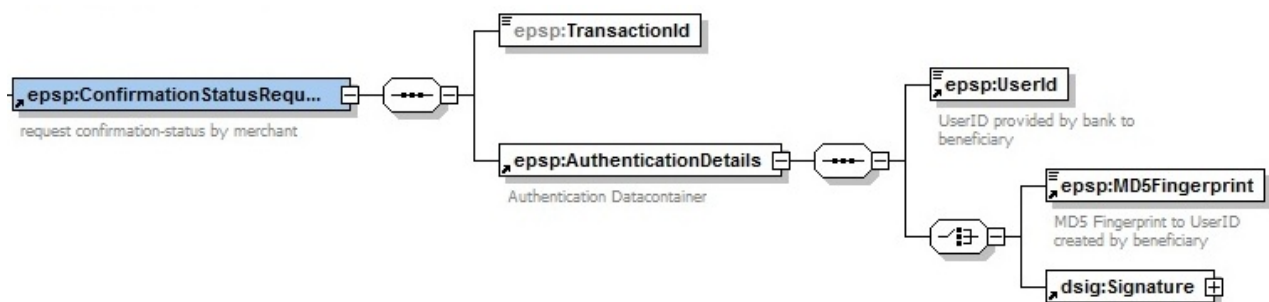 epsp:TransactionId
epsp:ConfirmationStatusRequ...
request confirmation-status by merchant
epsp:AuthenticationDetails
Authentication Datacontainer
epsp:UserId
UserID provided by bank to
beneficiary
epsp:MD5Fingerprint
MD5 Fingerprint to UserID
created by beneficiary
dsig:Signature